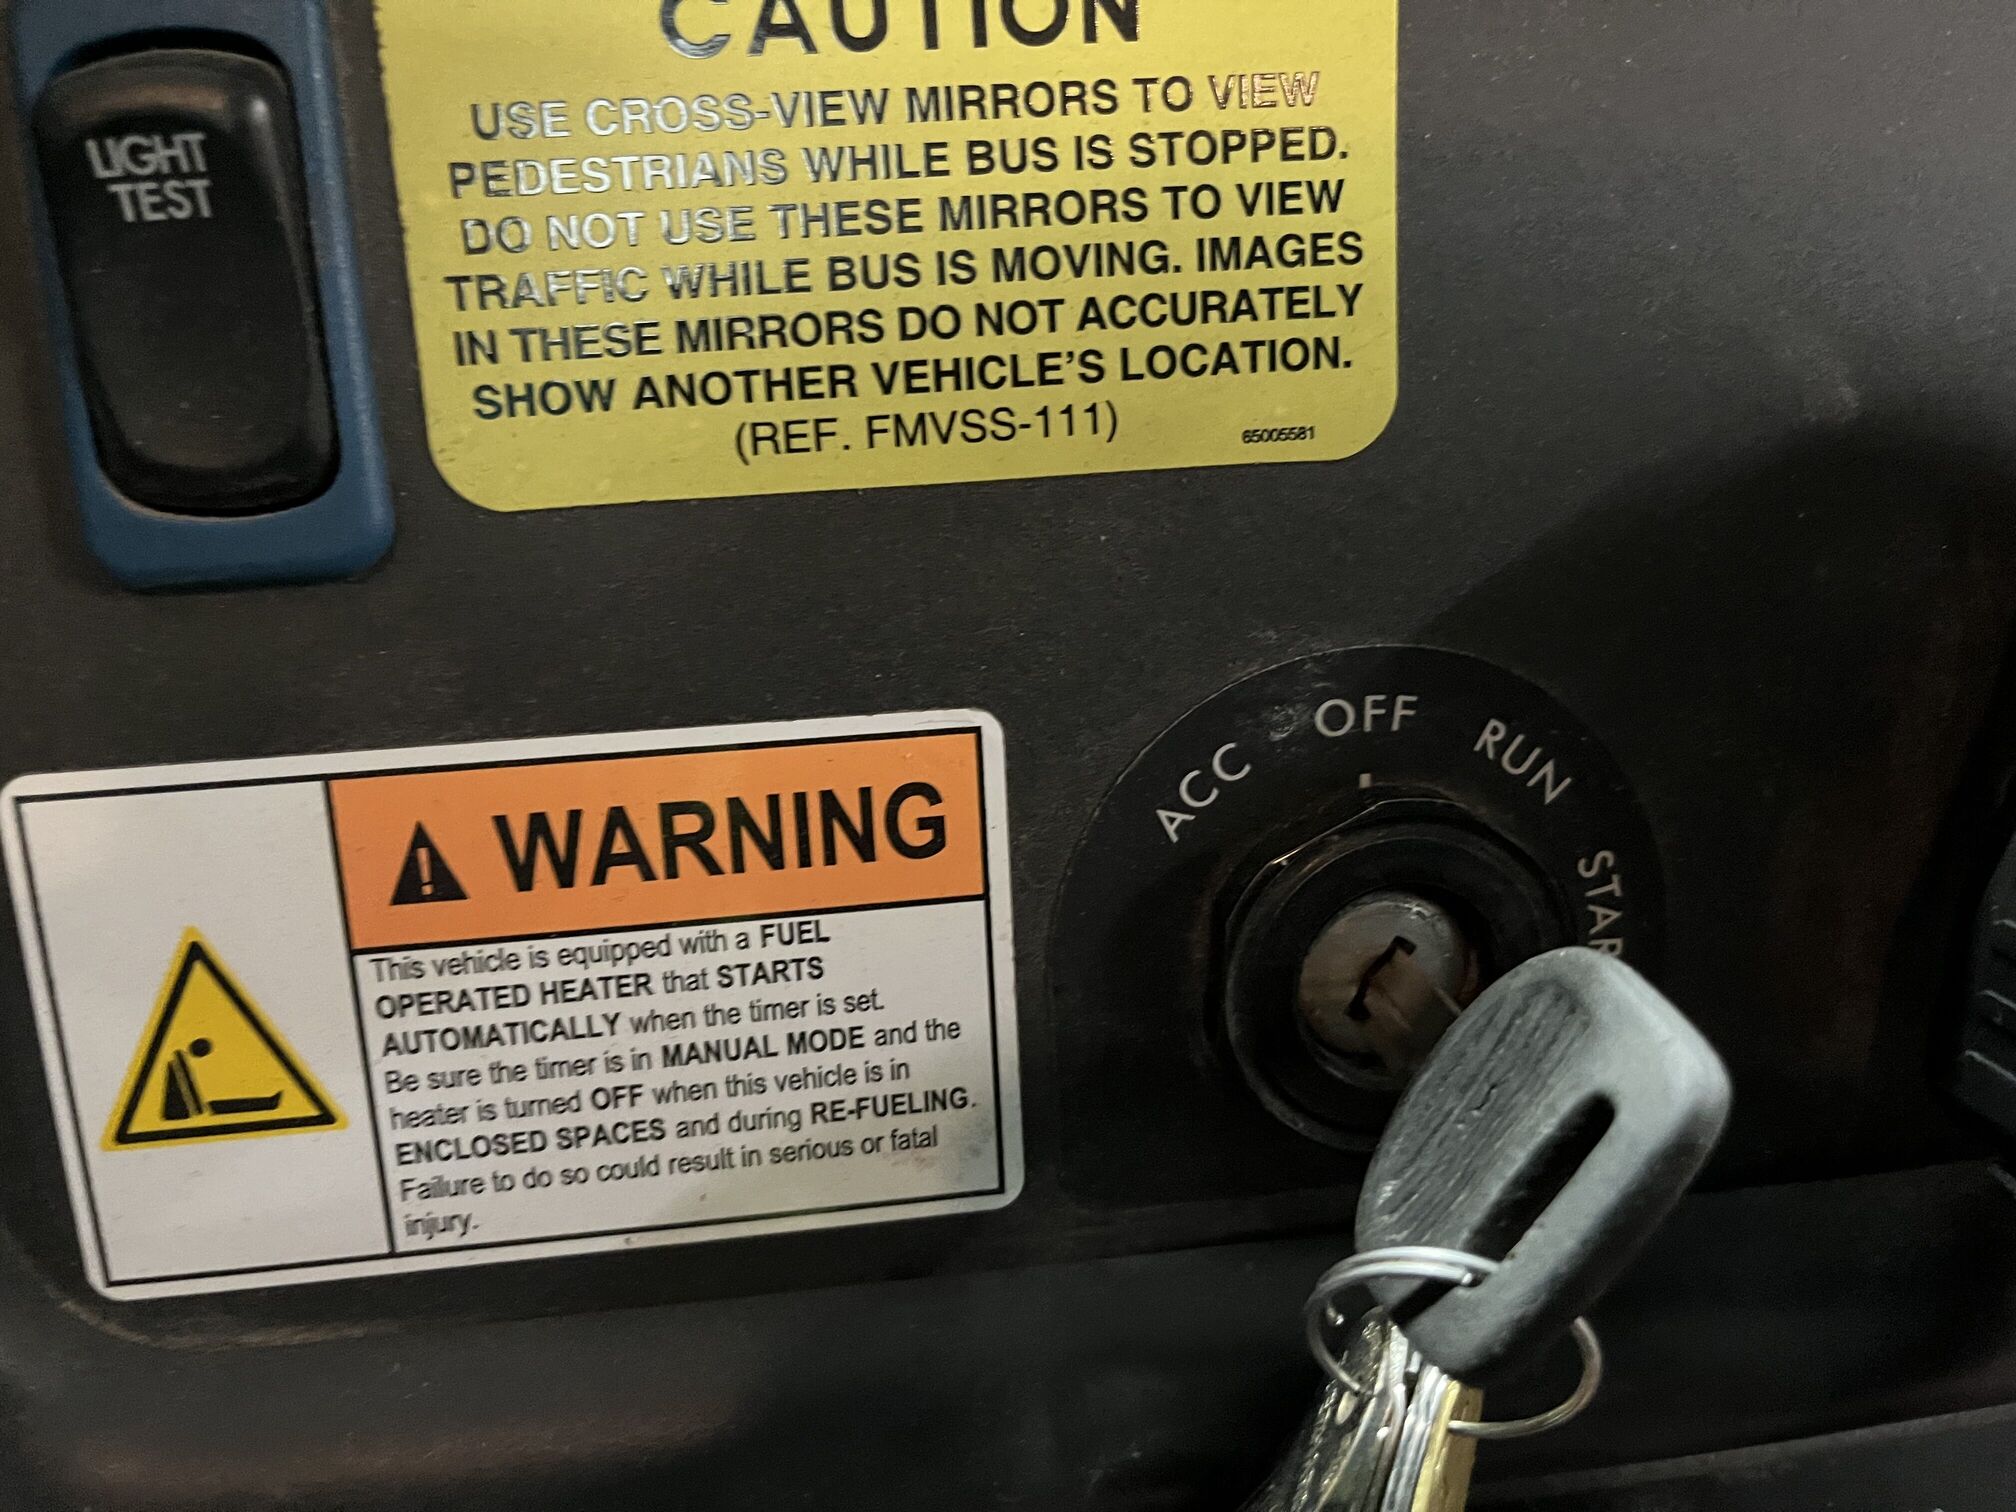 LIGHT
TEST
CAUTION
USE CROSS-VIEW MIRRORS TO VIEW
PEDESTRIANS WHILE BUS IS STOPPED.
DO NOT USE THESE MIRRORS TO VIEW
TRAFFIC WHILE BUS IS MOVING. IMAGES
IN THESE MIRRORS DO NOT ACCURATELY
SHOW ANOTHER VEHICLE'S LOCATION.
(REF. FMVSS-111)
65005581
ACC OFF RUN START
WARNING
This vehicle is equipped with a FUEL
OPERATED HEATER that STARTS
AUTOMATICALLY when the timer is set.
Be sure the timer is in MANUAL MODE and the
heater is turned OFF when this vehicle is in
ENCLOSED SPACES and during RE-FUELING.
Failure to do so could result in serious or fatal
injury.